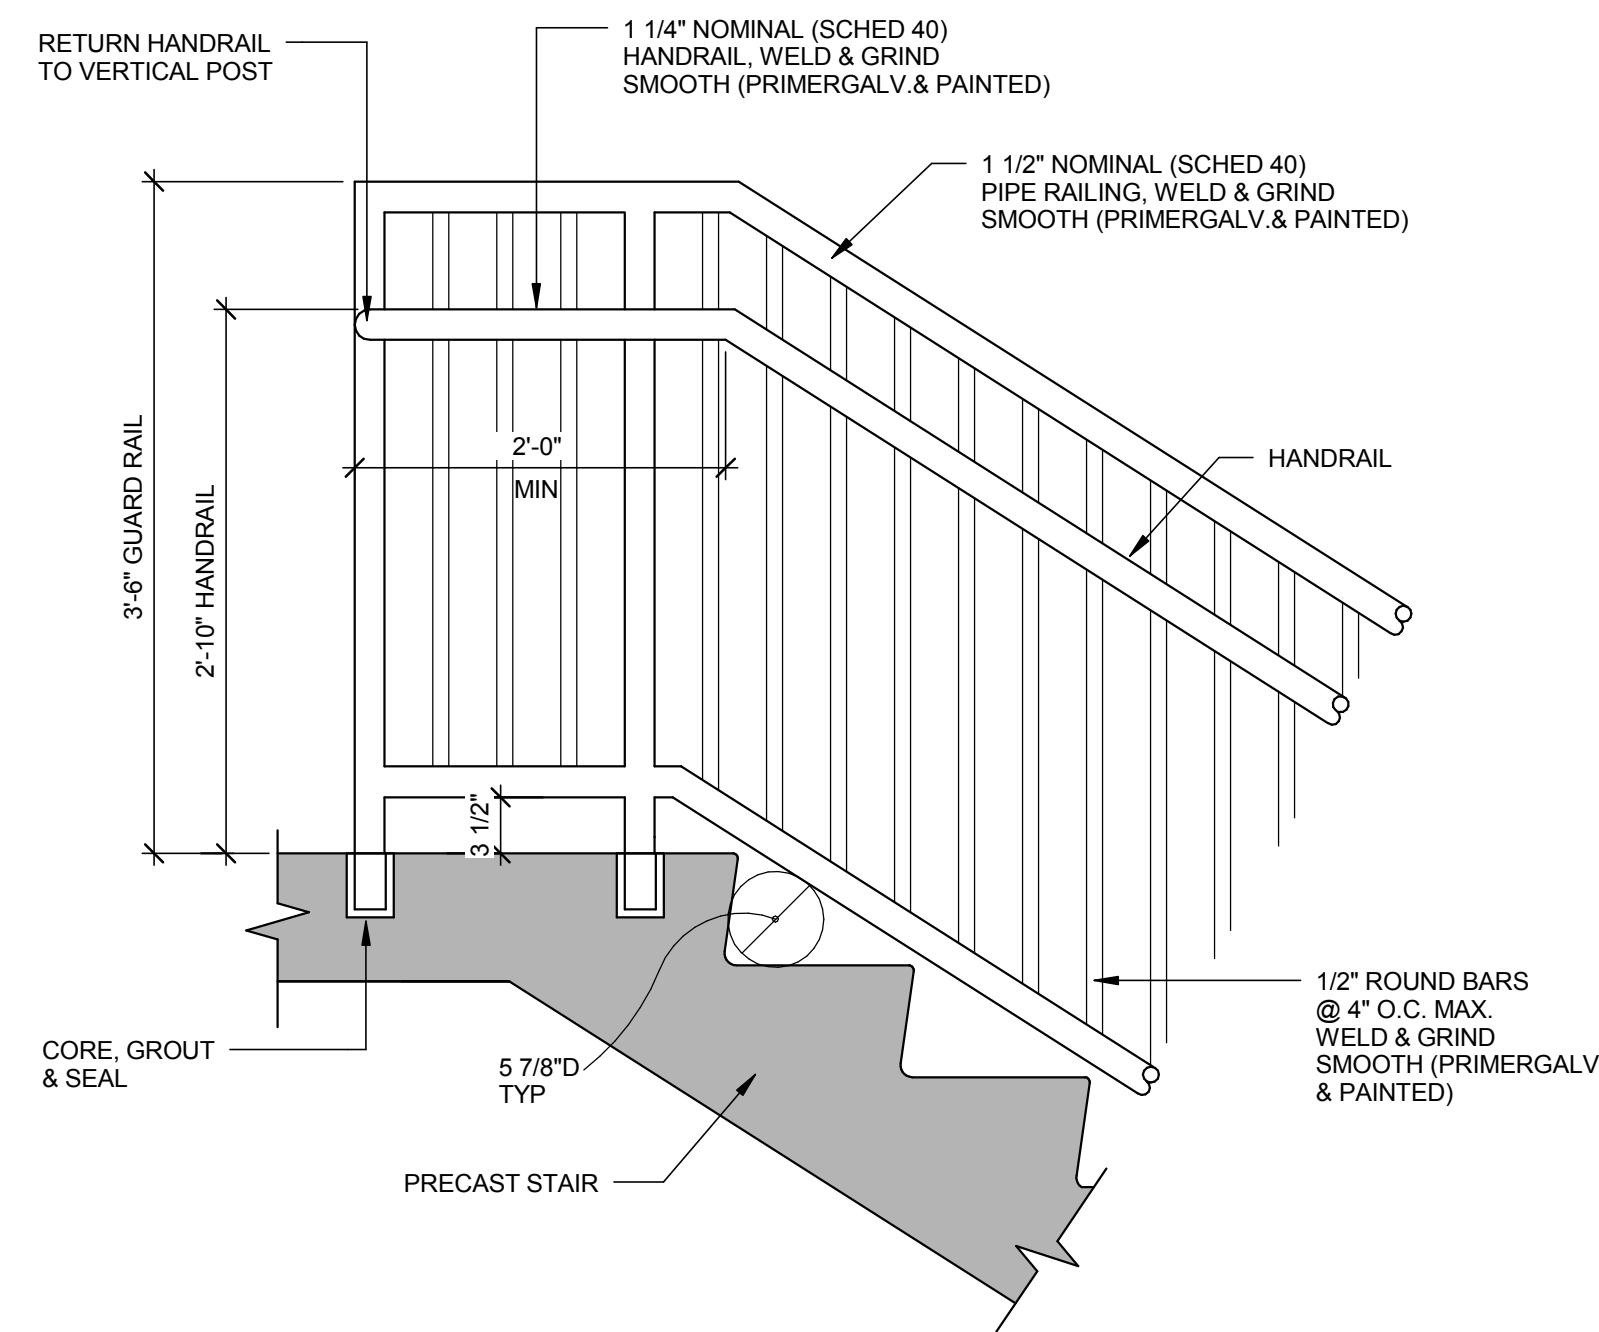 RETURN HANDRAIL
TO VERTICAL POST
1 1/4" NOMINAL (SCHED 40)
HANDRAIL, WELD & GRIND
SMOOTH (PRIMERGALV.& PAINTED)
1 1/2" NOMINAL (SCHED 40)
PIPE RAILING, WELD & GRIND
SMOOTH (PRIMERGALV.& PAINTED)
3'-6" GUARD RAIL
2'-10" HANDRAIL
2'-0"
MIN
HANDRAIL
3 1/2"
CORE, GROUT
& SEAL
5 7/8"D
TYP
PRECAST STAIR
1/2" ROUND BARS
@ 4" O.C. MAX.
WELD & GRIND
SMOOTH (PRIMERGALV
& PAINTED)